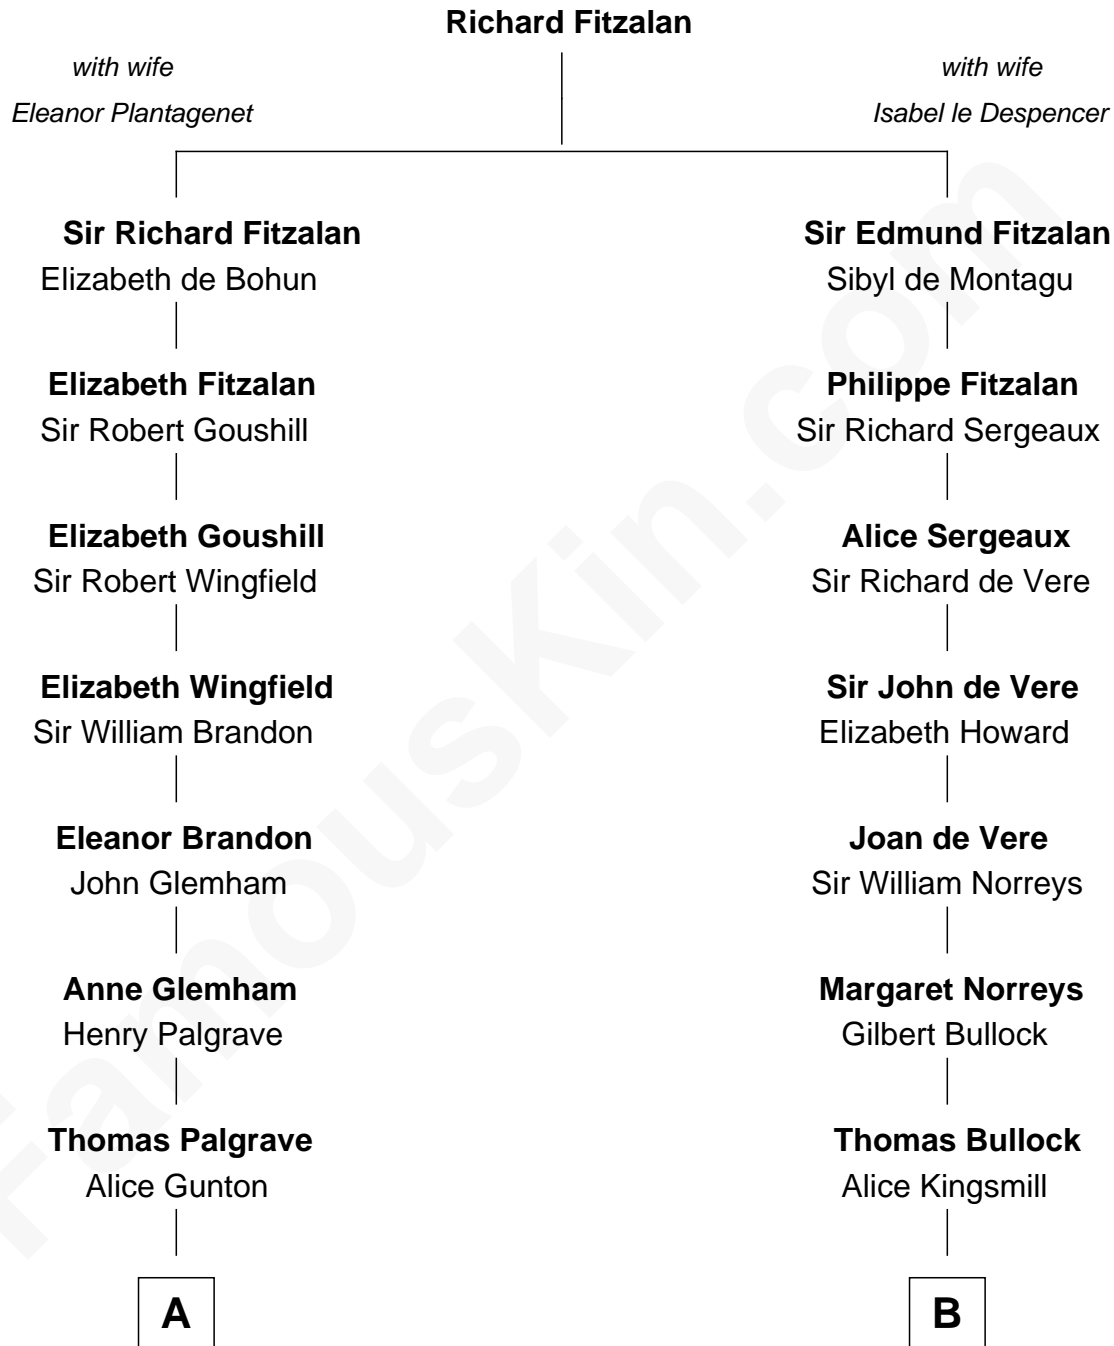 Richard Fitzalan
with wife
Eleanor Plantagenet
with wife
Isabel le Despencer
Sir Richard Fitzalan
Elizabeth de Bohun
Sir Edmund Fitzalan
Sibyl de Montagu
Elizabeth Fitzalan
Sir Robert Goushill
Philippe Fitzalan
Sir Richard Sergeaux
Elizabeth Goushill
Sir Robert Wingfield
Alice Sergeaux
Sir Richard de Vere
Elizabeth Wingfield
Sir William Brandon
Sir John de Vere
Elizabeth Howard
Eleanor Brandon
John Glemham
Joan de Vere
Sir William Norreys
Anne Glemham
Henry Palgrave
Margaret Norreys
Gilbert Bullock
Thomas Palgrave
Alice Gunton
Thomas Bullock
Alice Kingsmill
A
B
FamousKin.com